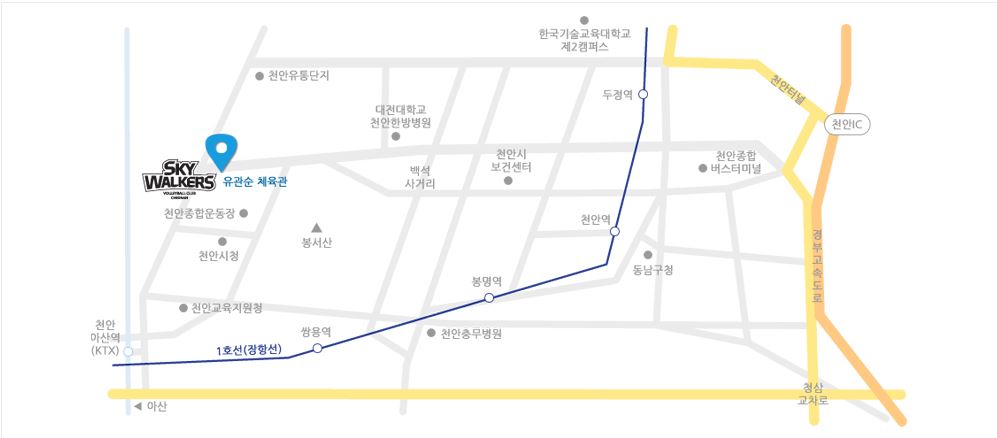 한국기술교육대학교
제2캠퍼스
천안유통단지
두정역
천안터널
대전대학교
천안한방병원
천안IC
천안시
보건센터
천안종합
버스터미널
백석
사거리
SKY
WALKERS
VOLLEYBALL CLUB
CHEONAN
유관순 체육관
천안종합운동장
천안역
봉서산
경부고속도로
천안시청
동남구청
봉명역
천안교육지원청
천안
아산역
(KTX)
쌍용역
천안충무병원
1호선(장항선)
청삼
교차로
아산